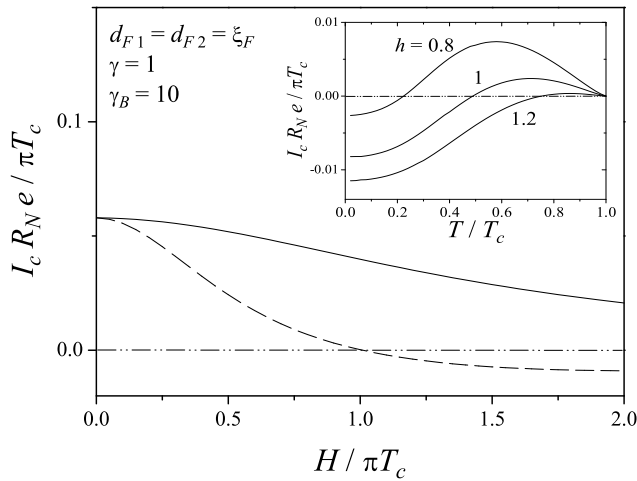 d_{F1} = d_{F2} = ξ_F
γ = 1
γ_B = 10
I_c R_N e / πT_c
0.1
0.0
0.0 0.5 1.0 1.5 2.0
H / πT_c
I_c R_N e / πT_c
0.01
0.00
-0.01
h = 0.8
1
1.2
0.0 0.2 0.4 0.6 0.8 1.0
T / T_c